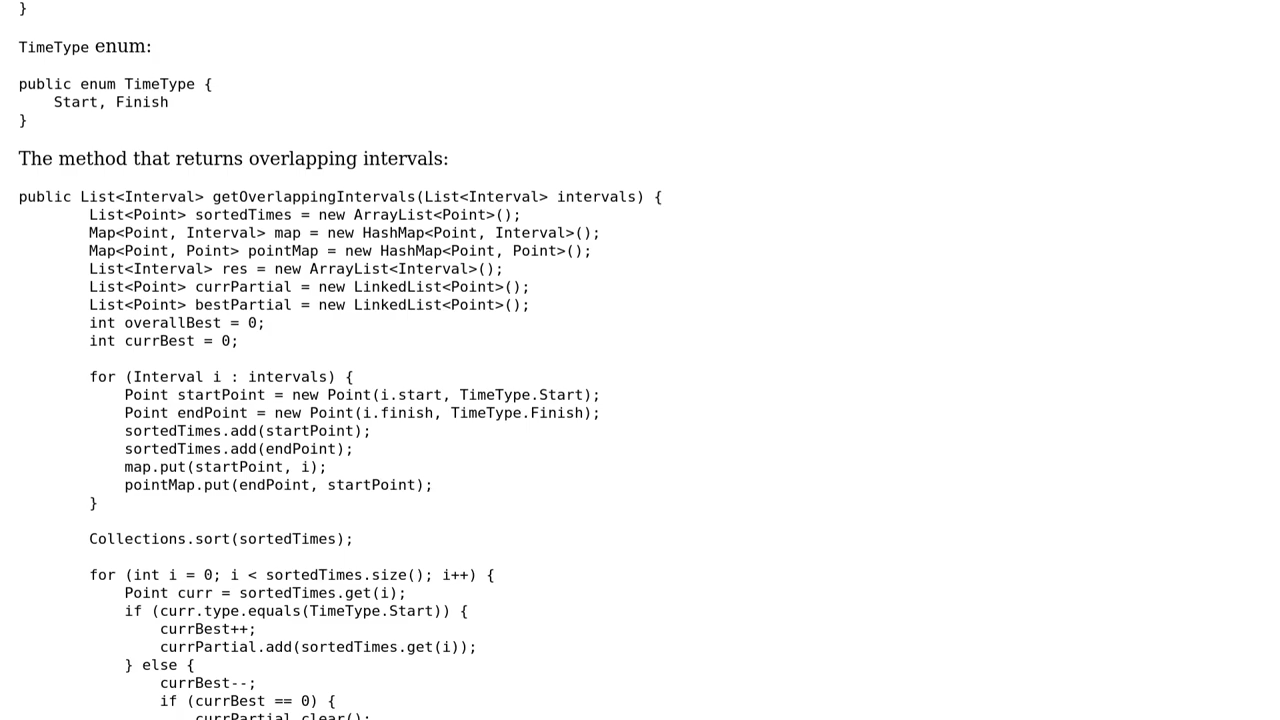 }
TimeType enum:
public enum TimeType {
    Start, Finish
}
The method that returns overlapping intervals:
public List<Interval> getOverlappingIntervals(List<Interval> intervals) {
        List<Point> sortedTimes = new ArrayList<Point>();
        Map<Point, Interval> map = new HashMap<Point, Interval>();
        Map<Point, Point> pointMap = new HashMap<Point, Point>();
        List<Interval> res = new ArrayList<Interval>();
        List<Point> currPartial = new LinkedList<Point>();
        List<Point> bestPartial = new LinkedList<Point>();
        int overallBest = 0;
        int currBest = 0;
        for (Interval i : intervals) {
            Point startPoint = new Point(i.start, TimeType.Start);
            Point endPoint = new Point(i.finish, TimeType.Finish);
            sortedTimes.add(startPoint);
            sortedTimes.add(endPoint);
            map.put(startPoint, i);
            pointMap.put(endPoint, startPoint);
        }
        Collections.sort(sortedTimes);
        for (int i = 0; i < sortedTimes.size(); i++) {
            Point curr = sortedTimes.get(i);
            if (curr.type.equals(TimeType.Start)) {
                currBest++;
                currPartial.add(sortedTimes.get(i));
            } else {
                currBest--;
                if (currBest == 0) {
                    currPartial.clear();